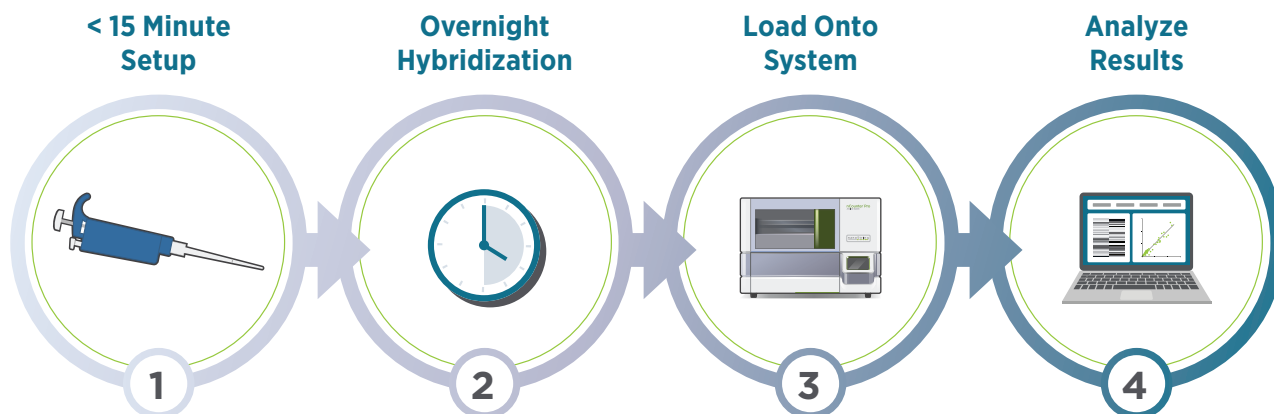 < 15 Minute
Setup
Overnight
Hybridization
Load Onto
System
Analyze
Results
1
2
3
4